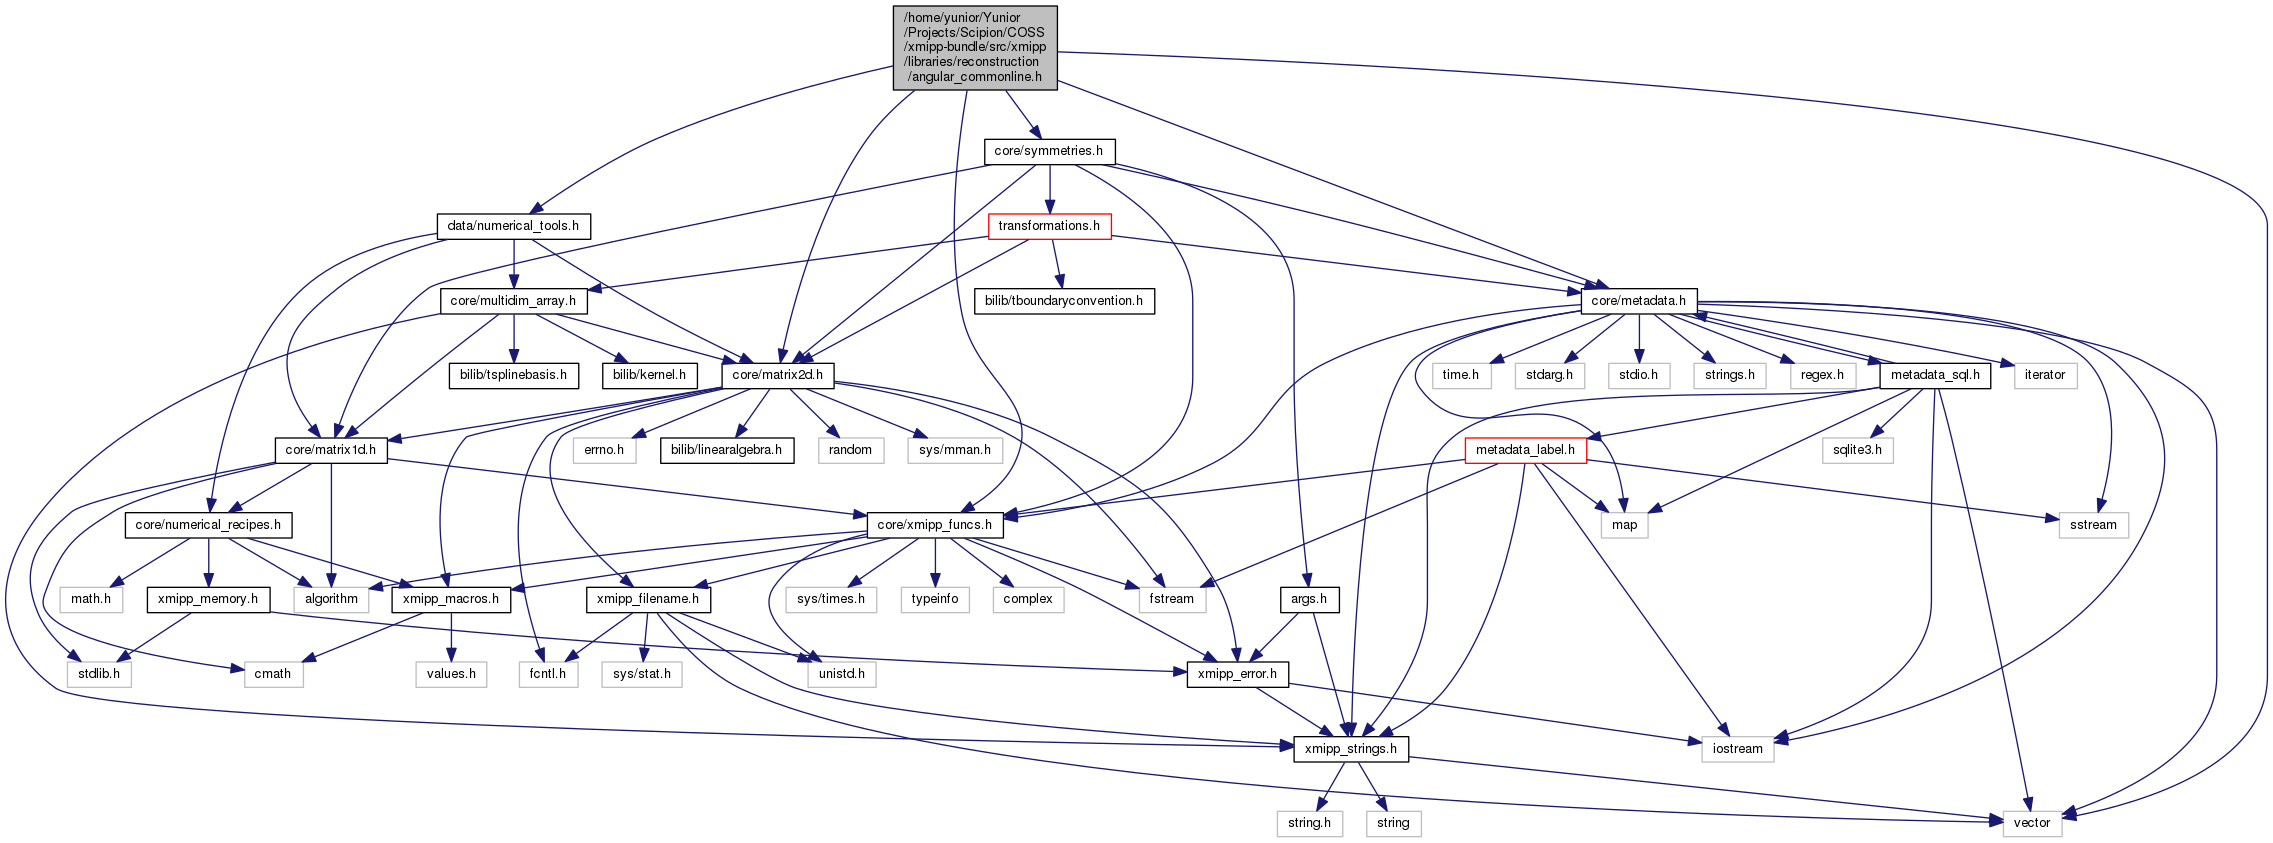 /home/yunior/Yunior
/Projects/Scipion/COSS
/xmipp-bundle/src/xmipp
/libraries/reconstruction
/angular_commonline.h
core/symmetries.h
data/numerical_tools.h
transformations.h
core/multidim_array.h
bilib/tboundaryconvention.h
core/metadata.h
bilib/tsplinebasis.h
bilib/kernel.h
core/matrix2d.h
time.h
stdarg.h
stdio.h
strings.h
regex.h
metadata_sql.h
iterator
core/matrix1d.h
errno.h
bilib/linearalgebra.h
random
sys/mman.h
metadata_label.h
sqlite3.h
core/numerical_recipes.h
core/xmipp_funcs.h
map
sstream
math.h
xmipp_memory.h
algorithm
xmipp_macros.h
xmipp_filename.h
sys/times.h
typeinfo
complex
fstream
args.h
stdlib.h
cmath
values.h
fcntl.h
sys/stat.h
unistd.h
xmipp_error.h
xmipp_strings.h
iostream
string.h
string
vector